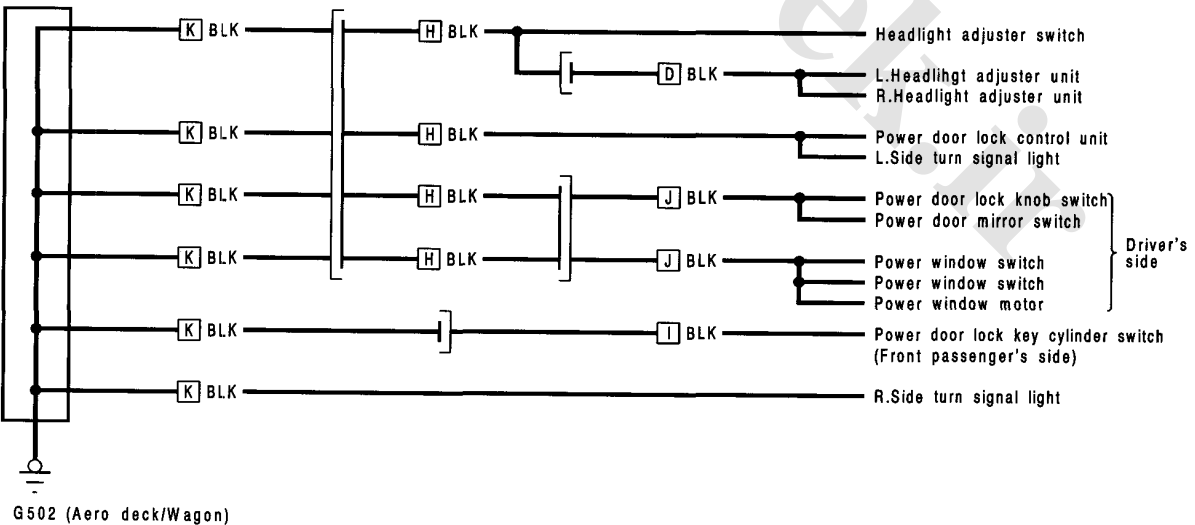 K BLK H BLK Headlight adjuster switch
D BLK L.Headlihgt adjuster unit
R.Headlight adjuster unit
K BLK H BLK Power door lock control unit
L.Side turn signal light
K BLK H BLK J BLK Power door lock knob switch
Power door mirror switch
Driver's
side
K BLK H BLK J BLK Power window switch
Power window switch
Power window motor
K BLK I BLK Power door lock key cylinder switch
(Front passenger's side)
K BLK R.Side turn signal light
G502 (Aero deck/Wagon)
ek.ir